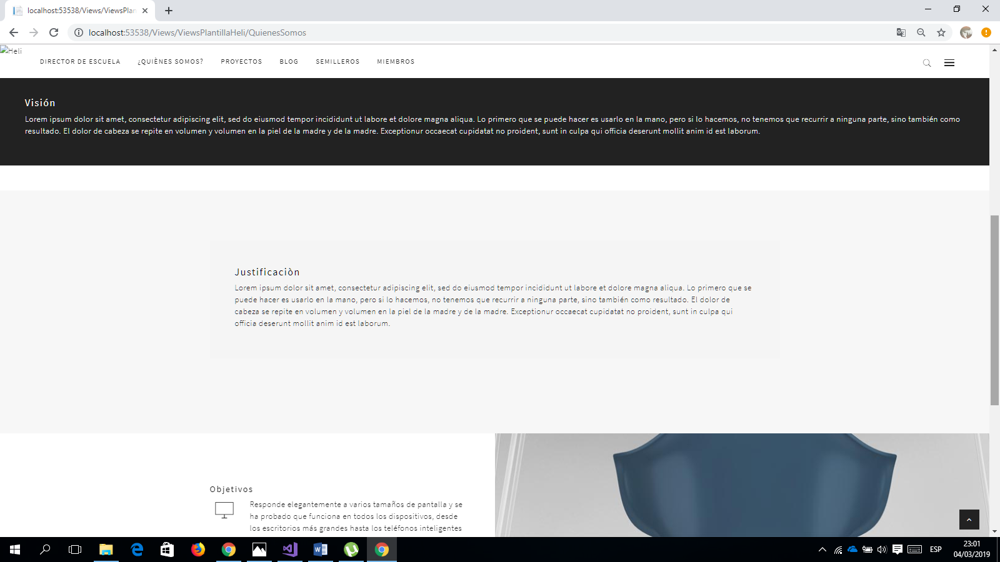 localhost:53538/Views/ViewsPlan
localhost:53538/Views/ViewsPlantillaHeli/QuienesSomos
Heli
DIRECTOR DE ESCUELA ¿QUIÈNES SOMOS? PROYECTOS BLOG SEMILLEROS MIEMBROS
Visión
Lorem ipsum dolor sit amet, consectetur adipiscing elit, sed do eiusmod tempor incididunt ut labore et dolore magna aliqua. Lo primero que se puede hacer es usarlo en la mano, pero si lo hacemos, no tenemos que recurrir a ninguna parte, sino también como
resultado. El dolor de cabeza se repite en volumen y volumen en la piel de la madre y de la madre. Exceptionur occaecat cupidatat no proident, sunt in culpa qui officia deserunt mollit anim id est laborum.
Justificaciòn
Lorem ipsum dolor sit amet, consectetur adipiscing elit, sed do eiusmod tempor incididunt ut labore et dolore magna aliqua. Lo primero que se
puede hacer es usarlo en la mano, pero si lo hacemos, no tenemos que recurrir a ninguna parte, sino también como resultado. El dolor de
cabeza se repite en volumen y volumen en la piel de la madre y de la madre. Exceptionur occaecat cupidatat no proident, sunt in culpa qui
officia deserunt mollit anim id est laborum.
Objetivos
Responde elegantemente a varios tamaños de pantalla y se
ha probado que funciona en todos los dispositivos, desde
los escritorios más grandes hasta los teléfonos inteligentes
ESP
23:01
04/03/2019